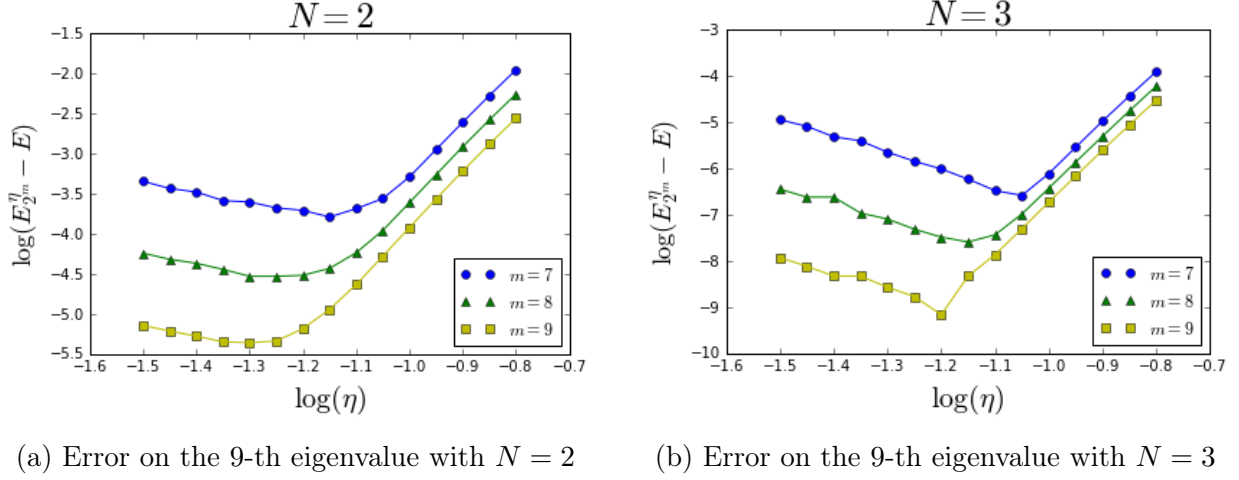 N = 2
−1.5
−2.0
−2.5
−3.0
−3.5
−4.0
−4.5
−5.0
−5.5
log(E^η_{2^m} − E)
m = 7
m = 8
m = 9
−1.6 −1.5 −1.4 −1.3 −1.2 −1.1 −1.0 −0.9 −0.8 −0.7
log(η)
(a) Error on the 9-th eigenvalue with N = 2
N = 3
−3
−4
−5
−6
−7
−8
−9
−10
log(E^η_{2^m} − E)
m = 7
m = 8
m = 9
−1.6 −1.5 −1.4 −1.3 −1.2 −1.1 −1.0 −0.9 −0.8 −0.7
log(η)
(b) Error on the 9-th eigenvalue with N = 3